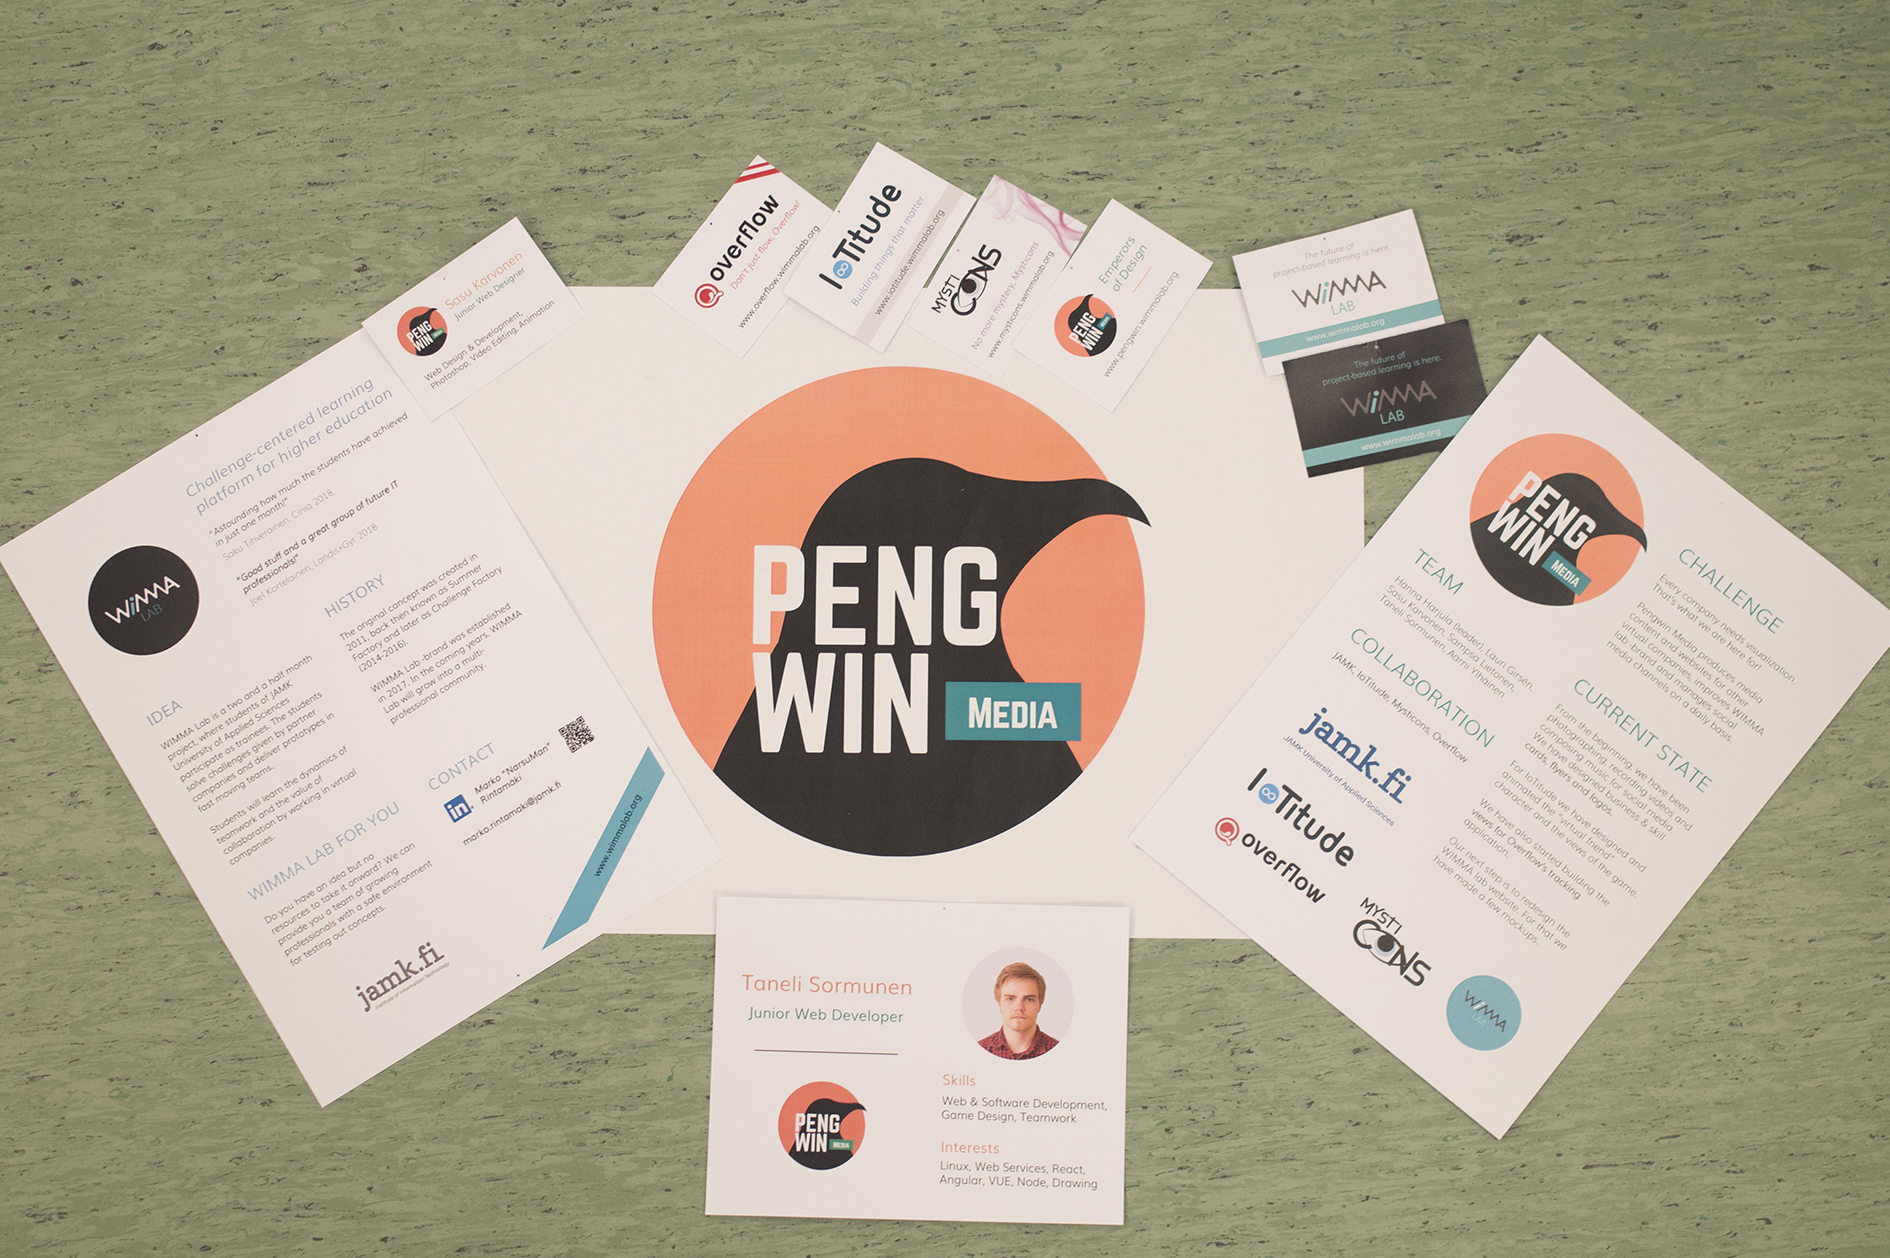 Sasu Karvonen
Junior Web Designer
PENG
WIN
Web Design & Development,
Photoshop, Video Editing, Animation
overflow
Don't just flow, Overflow!
www.overflow.wimmalab.org
IoTitude
Building things that matter
www.iotitude.wimmalab.org
MYSTI
CONS
No more mystery, Mysticons
www.mysticons.wimmalab.org
Emperors
of Design
PENG
WIN
www.pengwin.wimmalab.org
The future of
project-based learning is here.
WIMMA
LAB
www.wimmalab.org
The future of
project-based learning is here.
WIMMA
LAB
www.wimmalab.org
Challenge-centered learning
platform for higher education
"Astounding how much the students have achieved
in just one month!"
Saku Tihveräinen, Cinia 2018
"Good stuff and a great group of future IT
professionals!"
Joel Kortelainen, Landis+Gyr 2018
WIMMA
LAB
IDEA
WIMMA Lab is a two and a half month
project, where students of JAMK
University of Applied Sciences
participate as trainees. The students
solve challenges given by partner
companies and deliver prototypes in
fast moving teams.
Students will learn the dynamics of
teamwork and the value of
collaboration by working in virtual
companies.
WIMMA LAB FOR YOU
Do you have an idea but no
resources to take it onward? We can
provide you a team of growing
professionals with a safe environment
for testing out concepts.
HISTORY
The original concept was created in
2011, back then known as Summer
Factory and later as Challenge Factory
(2014-2016).
WIMMA Lab -brand was established
in 2017. In the coming years, WIMMA
Lab will grow into a multi-
professional community.
CONTACT
in
Marko "NarsuMan"
Rintamäki
marko.rintamaki@jamk.fi
www.wimmalab.org
jamk.fi
Institute of Information Technology
PENG
WIN
MEDIA
PENG
WIN
MEDIA
TEAM
Hanna Harjula (leader), Lauri Girsén,
Sasu Karvonen, Sampsa Lietonen,
Taneli Sormunen, Aarni Ylhäinen
COLLABORATION
JAMK, IoTitude, Mysticons, Overflow
jamk.fi
JAMK University of Applied Sciences
IoTitude
overflow
MYSTI
CONS
WIMMA
LAB
CHALLENGE
Every company needs visualization.
That's what we are here for!
Pengwin Media produces media
content and websites for other
virtual companies, improves WIMMA
lab -brand and manages social
media channels on a daily basis.
CURRENT STATE
From the beginning, we have been
photographing, recording videos and
composing music for social media.
We have designed business & skill
cards, flyers and logos.
For IoTitude we have designed and
animated the "virtual friend"
character and the views of the game.
We have also started building the
views for Overflow's tracking
application.
Our next step is to redesign the
WIMMA lab website. For that we
have made a few mockups.
Taneli Sormunen
Junior Web Developer
PENG
WIN
MEDIA
Skills
Web & Software Development,
Game Design, Teamwork
Interests
Linux, Web Services, React,
Angular, VUE, Node, Drawing